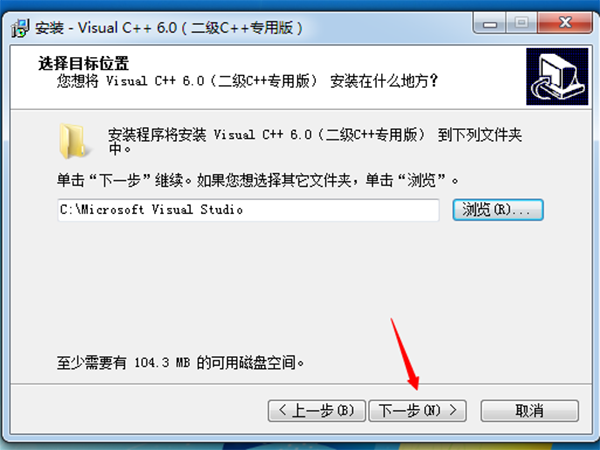 安装 - Visual C++ 6.0（二级C++专用版）
选择目标位置
您想将 Visual C++ 6.0（二级C++专用版） 安装在什么地方？
安装程序将安装 Visual C++ 6.0（二级C++专用版） 到下列文件夹
中。
单击“下一步”继续。如果您想选择其它文件夹，单击“浏览”。
C:\Microsoft Visual Studio 浏览(R)...
至少需要有 104.3 MB 的可用磁盘空间。
< 上一步(B) 下一步(N) > 取消